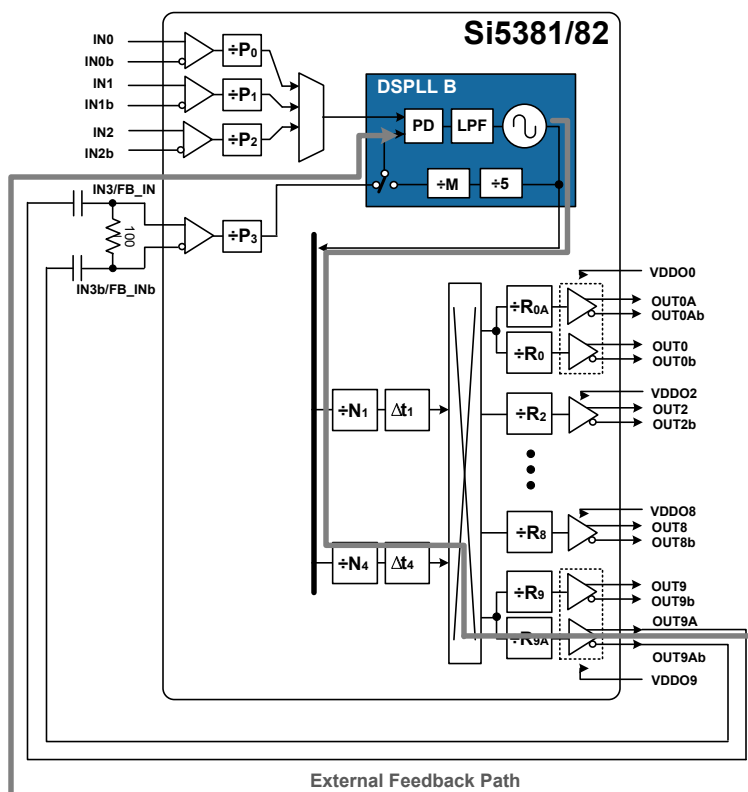 Si5381/82
IN0
IN0b
÷P0
IN1
IN1b
÷P1
IN2
IN2b
÷P2
DSPLL B
PD
LPF
÷M
÷5
IN3/FB_IN
100
÷P3
IN3b/FB_INb
VDDO0
÷R0A
OUT0A
OUT0Ab
÷R0
OUT0
OUT0b
÷N1
Δt1
VDDO2
÷R2
OUT2
OUT2b
VDDO8
÷R8
OUT8
OUT8b
÷N4
Δt4
÷R9
OUT9
OUT9b
÷R9A
OUT9A
OUT9Ab
VDDO9
External Feedback Path